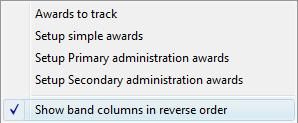 Awards to track
Setup simple awards
Setup Primary administration awards
Setup Secondary administration awards
Show band columns in reverse order